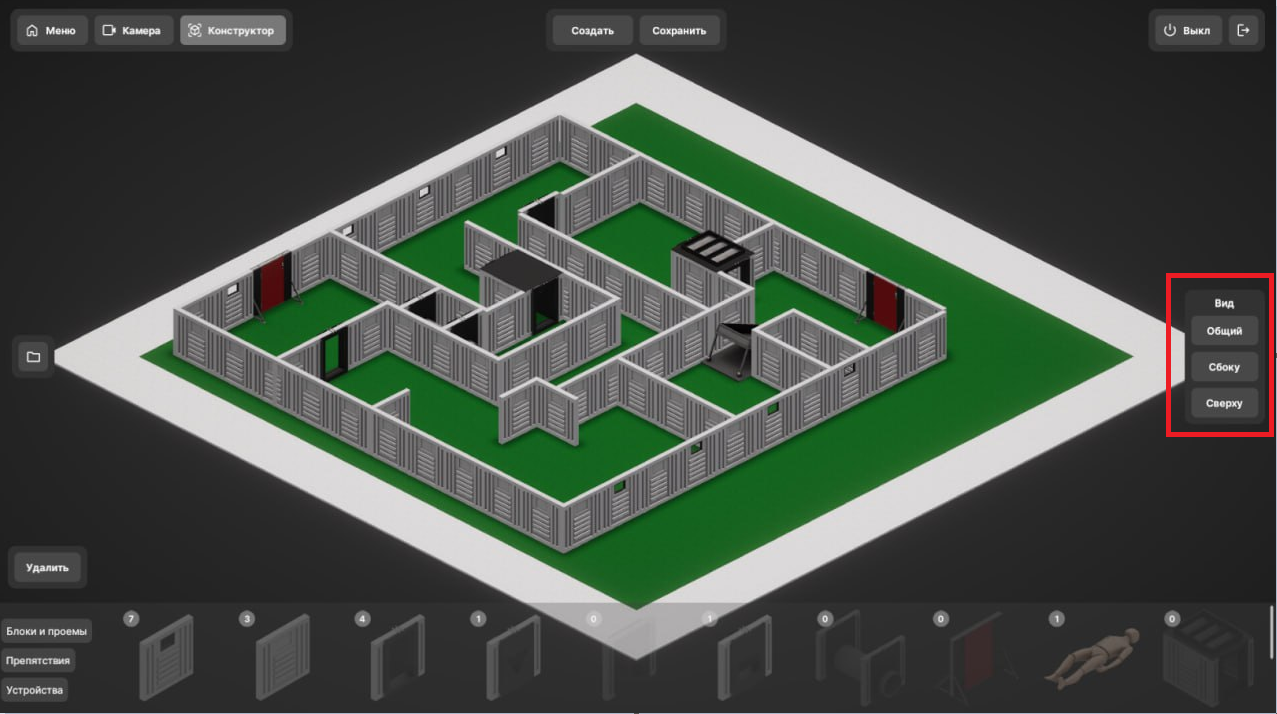 Меню Камера Конструктор Создать Сохранить Выкл
Вид
Общий
Сбоку
Сверху
Удалить
7 3 4 1 0 1 0 0 1 0
Блоки и проемы
Препятствия
Устройства